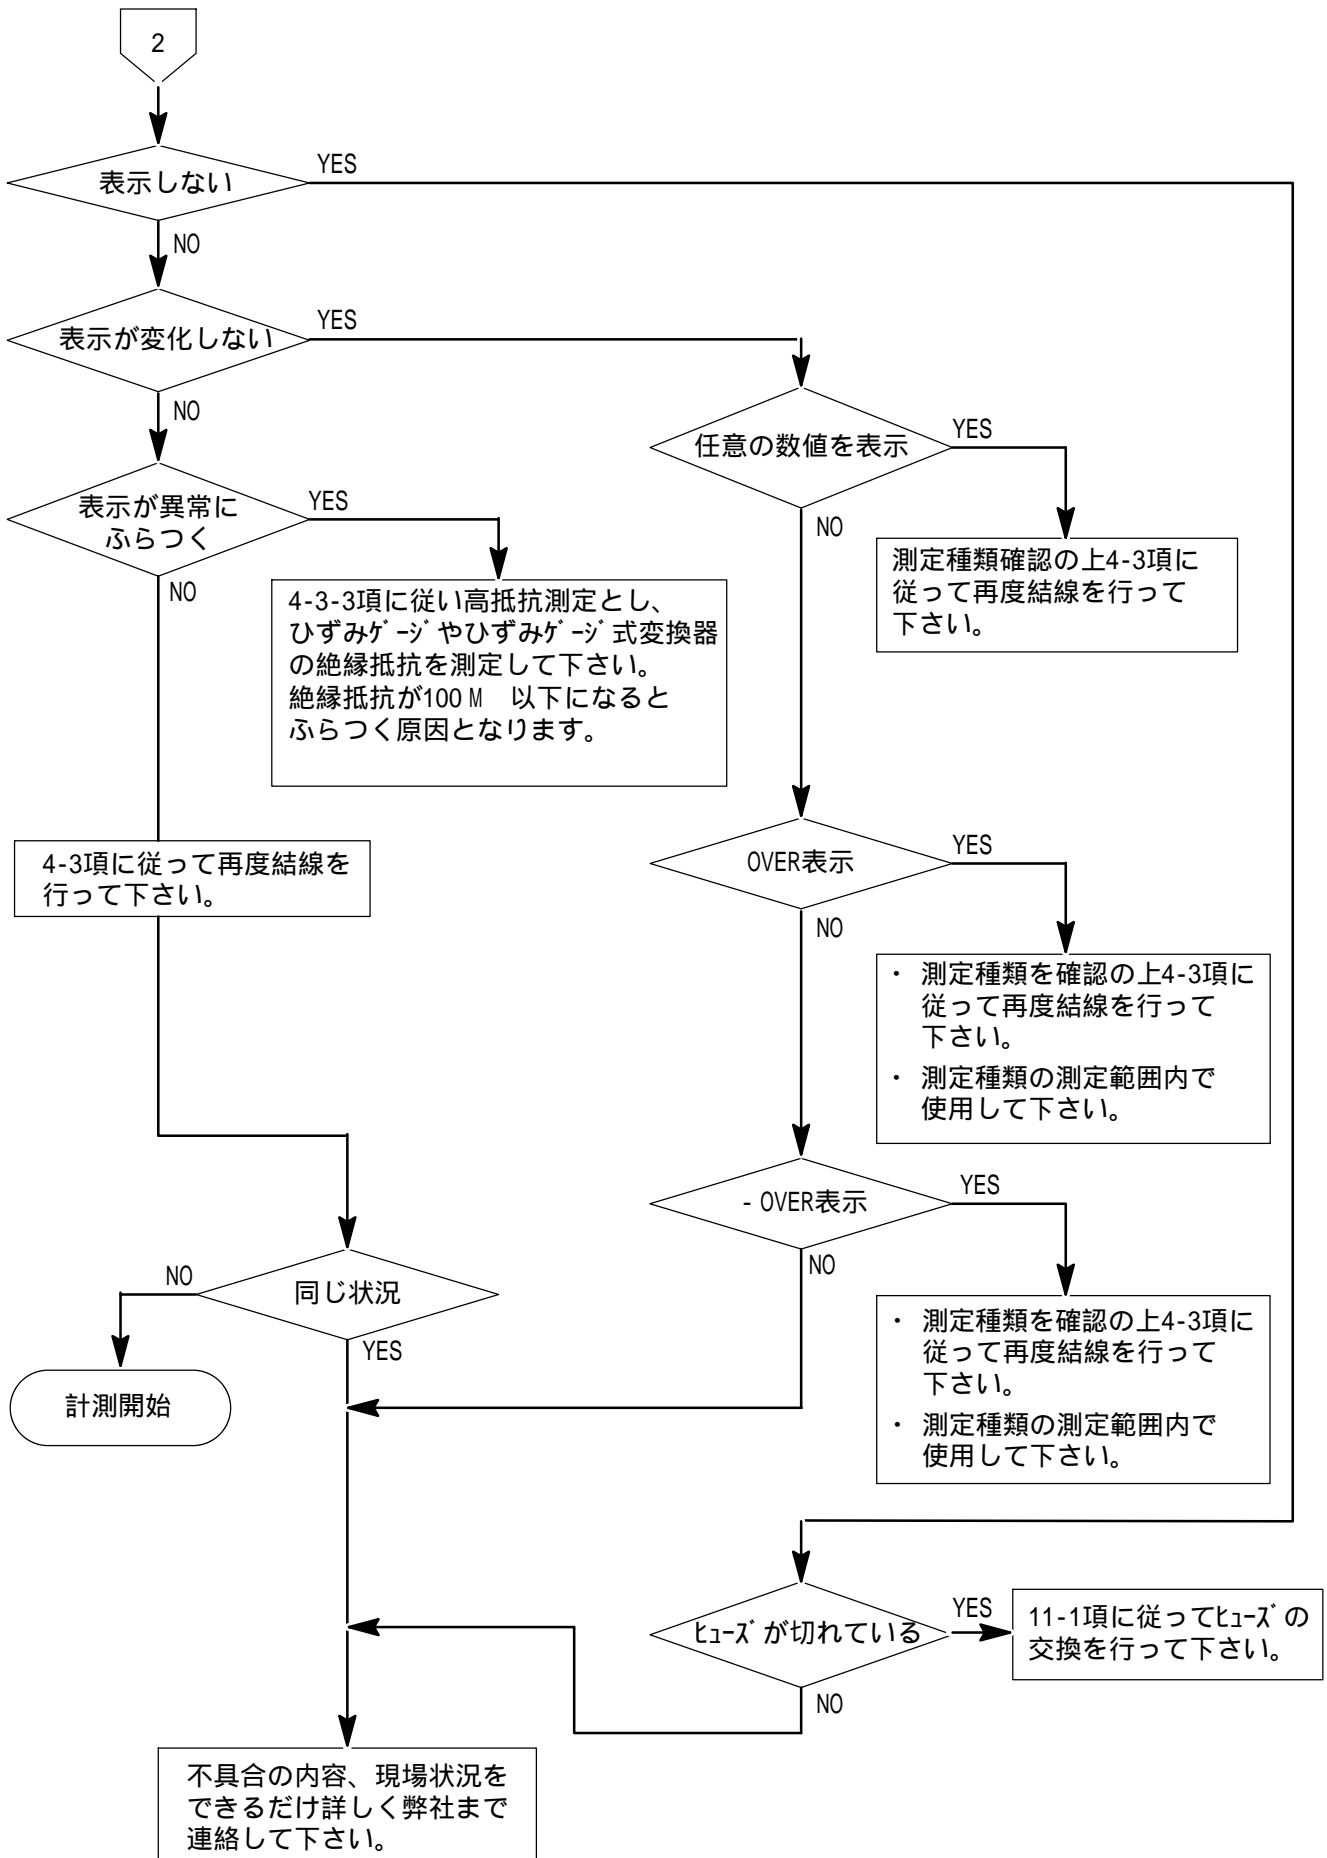 2
表示しない
YES
NO
表示が変化しない
YES
NO
任意の数値を表示
YES
NO
測定種類確認の上4-3項に
従って再度結線を行って
下さい。
表示が異常に
ふらつく
YES
NO
4-3-3項に従い高抵抗測定とし、
ひずみｹﾞｰｼﾞやひずみｹﾞｰｼﾞ式変換器
の絶縁抵抗を測定して下さい。
絶縁抵抗が100 M　以下になると
ふらつく原因となります。
4-3項に従って再度結線を
行って下さい。
OVER表示
YES
NO
・ 測定種類を確認の上4-3項に
従って再度結線を行って
下さい。
・ 測定種類の測定範囲内で
使用して下さい。
- OVER表示
YES
NO
・ 測定種類を確認の上4-3項に
従って再度結線を行って
下さい。
・ 測定種類の測定範囲内で
使用して下さい。
同じ状況
NO
YES
計測開始
ﾋｭｰｽﾞが切れている
YES
NO
11-1項に従ってﾋｭｰｽﾞの
交換を行って下さい。
不具合の内容、現場状況を
できるだけ詳しく弊社まで
連絡して下さい。